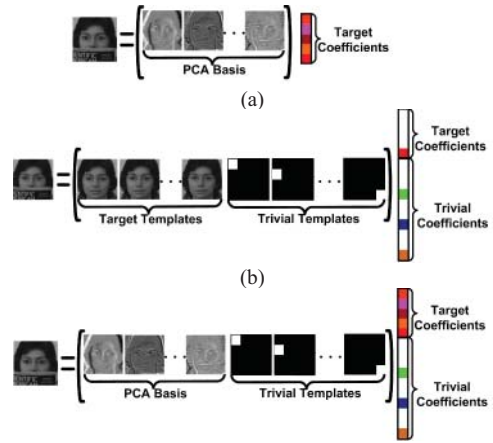 Target
Coefficients
PCA Basis
(a)
Target
Coefficients
Target Templates
Trivial Templates
Trivial
Coefficients
(b)
Target
Coefficients
PCA Basis
Trivial Templates
Trivial
Coefficients